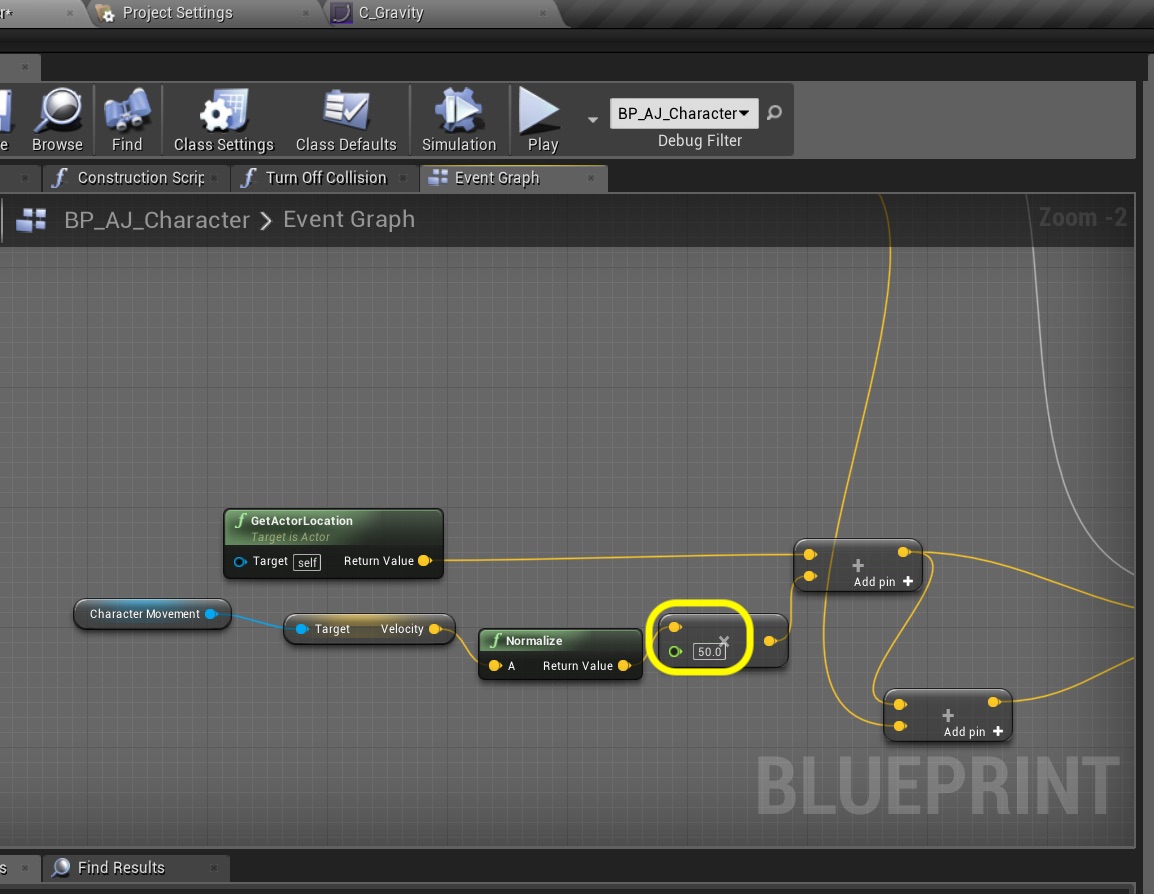 r*
Project Settings
C_Gravity
e
Browse
Find
Class Settings
Class Defaults
Simulation
Play
BP_AJ_Character
Debug Filter
Construction Scrip
Turn Off Collision
Event Graph
BP_AJ_Character > Event Graph
Zoom -2
GetActorLocation
Target is Actor
Target self
Return Value
Add pin
Character Movement
Target
Velocity
Normalize
A
Return Value
50.0
Add pin
BLUEPRINT
s
Find Results